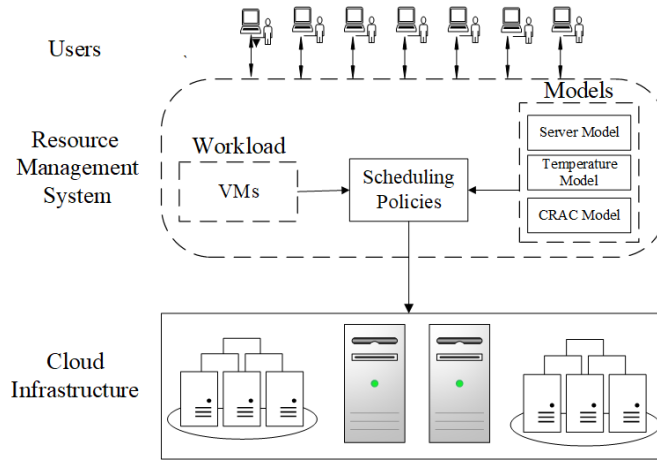 Users
Models
Resource
Management
System
Workload
VMs
Scheduling
Policies
Server Model
Temperature
Model
CRAC Model
Cloud
Infrastructure